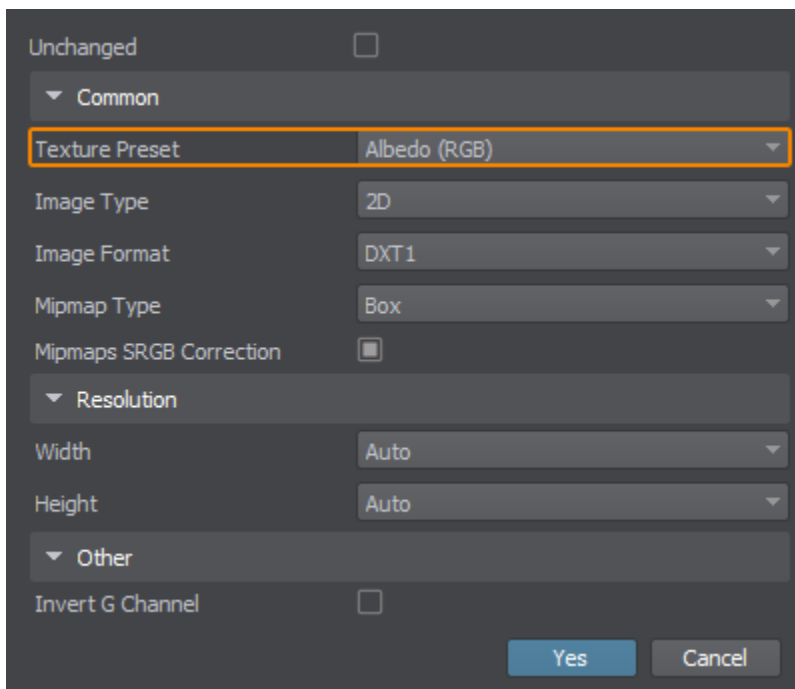 Unchanged
Common
Texture Preset Albedo (RGB)
Image Type 2D
Image Format DXT1
Mipmap Type Box
Mipmaps SRGB Correction
Resolution
Width Auto
Height Auto
Other
Invert G Channel
Yes Cancel